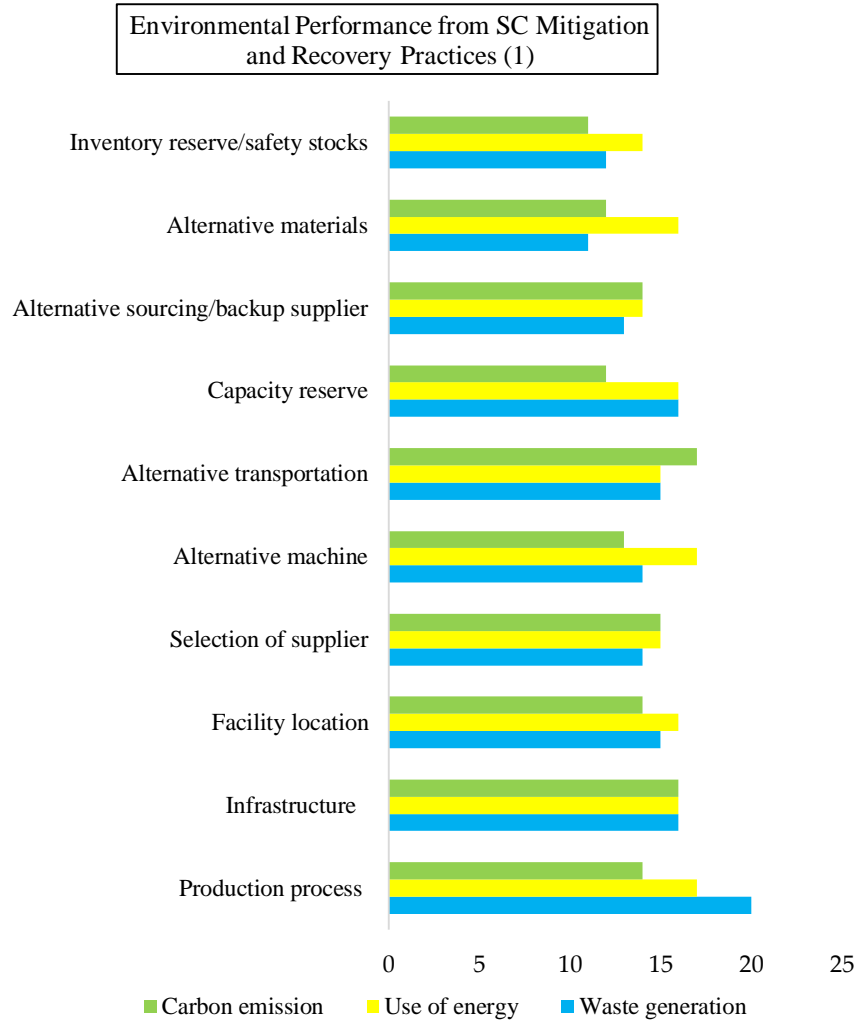 Environmental Performance from SC Mitigation
and Recovery Practices (1)
Inventory reserve/safety stocks
Alternative materials
Alternative sourcing/backup supplier
Capacity reserve
Alternative transportation
Alternative machine
Selection of supplier
Facility location
Infrastructure
Production process
0 5 10 15 20 25
Carbon emission Use of energy Waste generation